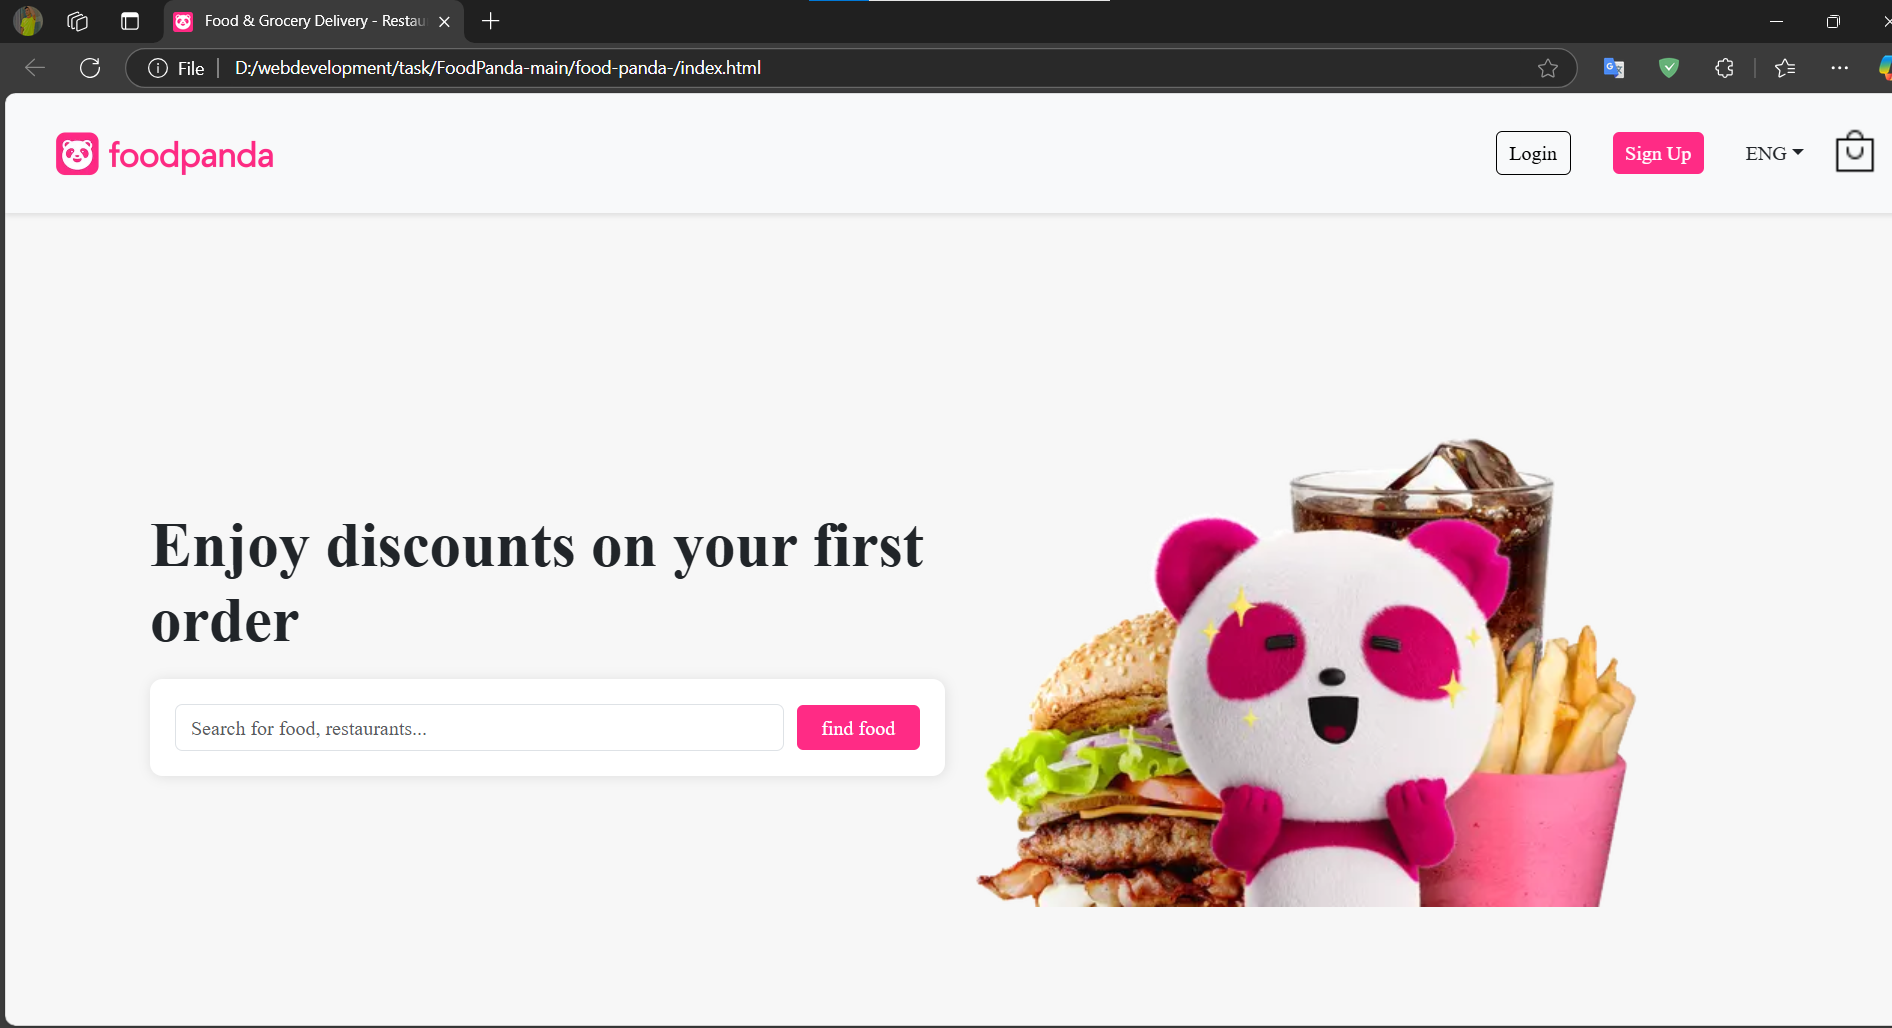 Food & Grocery Delivery - Restau
File
D:/webdevelopment/task/FoodPanda-main/food-panda-/index.html
foodpanda
Login
Sign Up
ENG
Enjoy discounts on your first
order
Search for food, restaurants...
find food